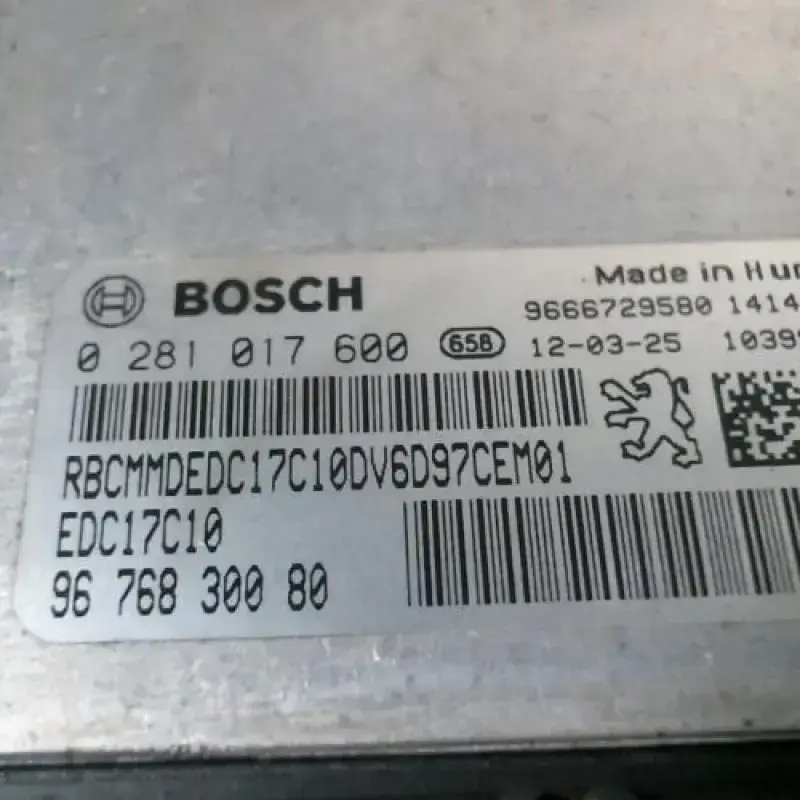 BOSCH
Made in Hun
9666729580 1414
0 281 017 600 658 12-03-25 1039
RBCMMDEDC17C10DV6D97CEM01
EDC17C10
96 768 300 80